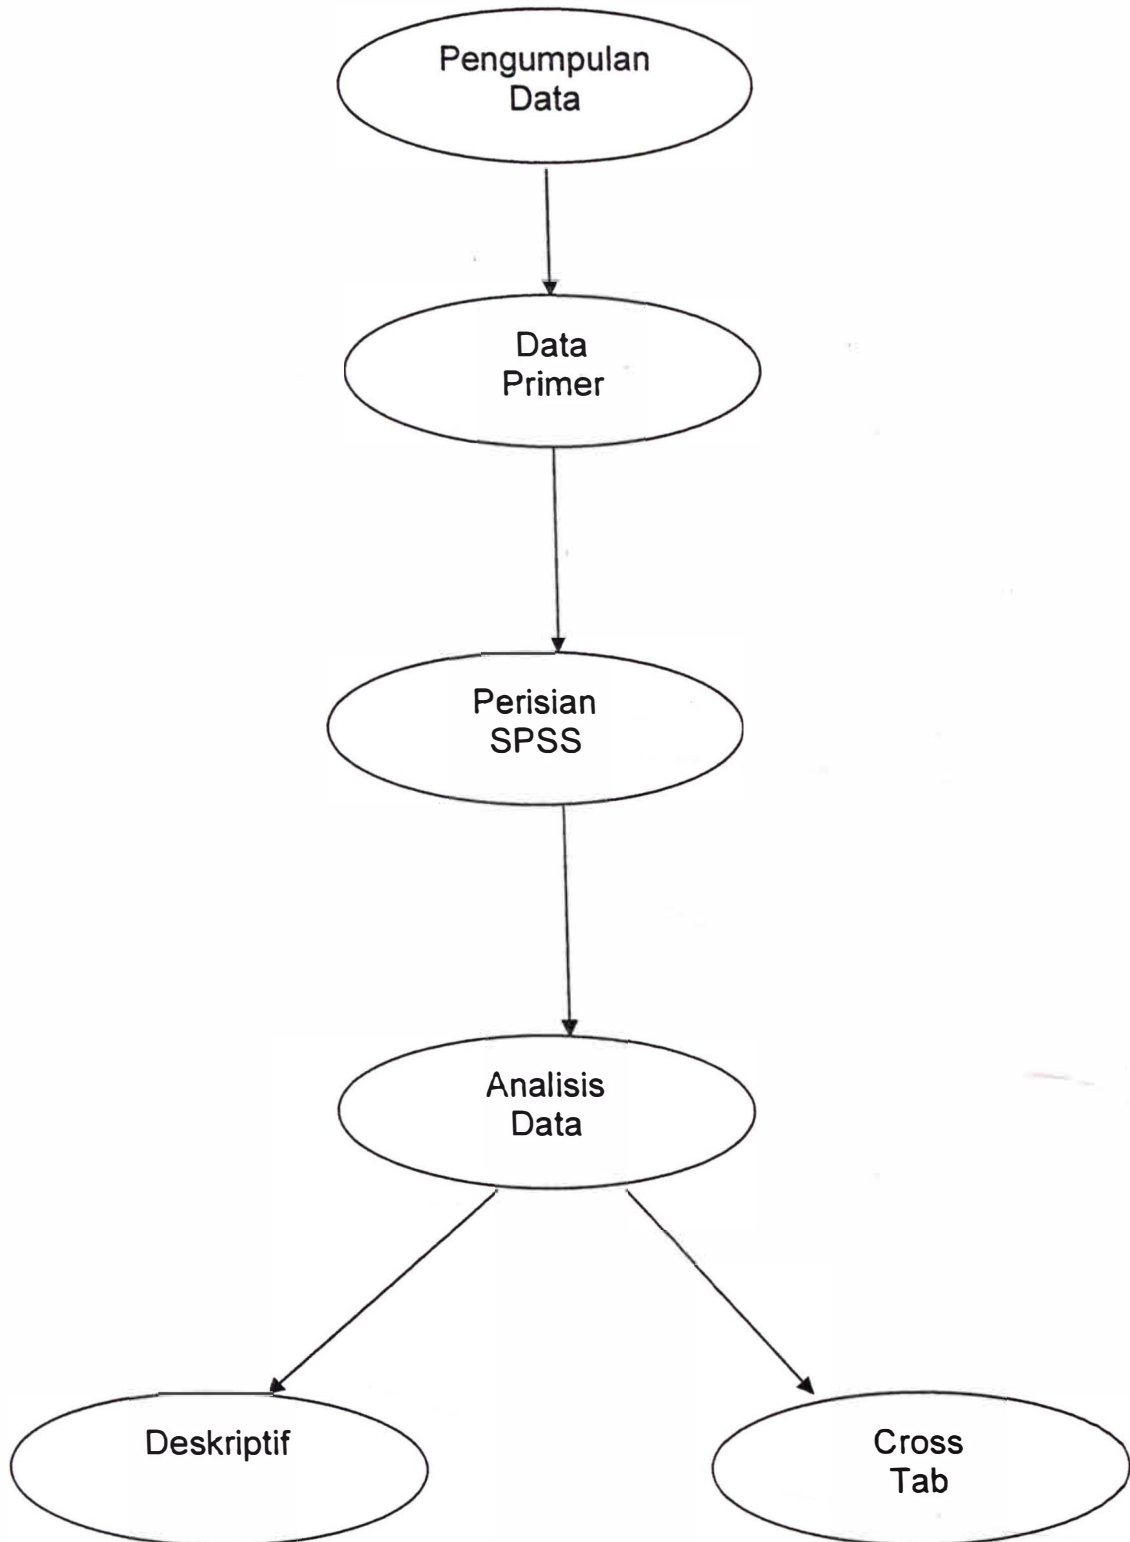 Pengumpulan
Data
Data
Primer
Perisian
SPSS
Analisis
Data
Deskriptif
Cross
Tab